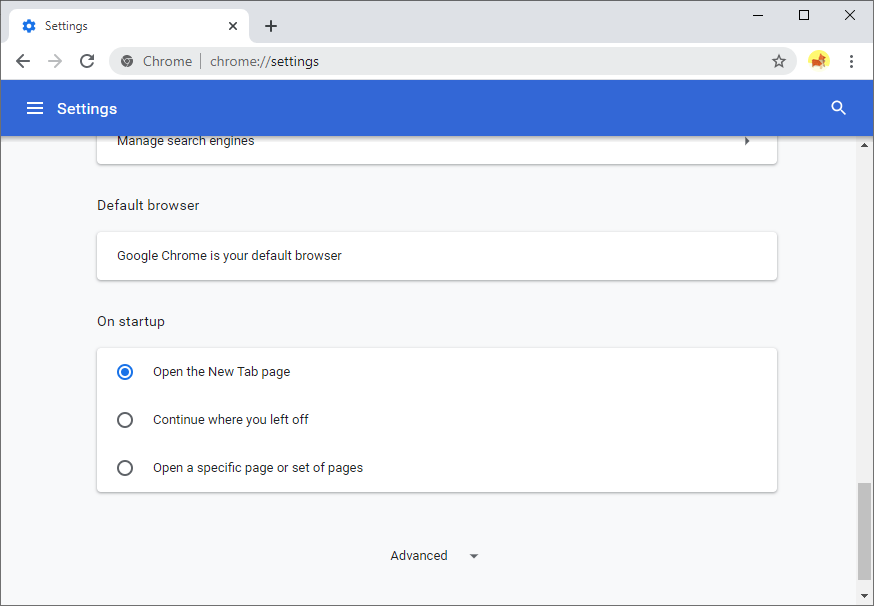 Settings
Chrome chrome://settings
Settings
Manage search engines
Default browser
Google Chrome is your default browser
On startup
Open the New Tab page
Continue where you left off
Open a specific page or set of pages
Advanced